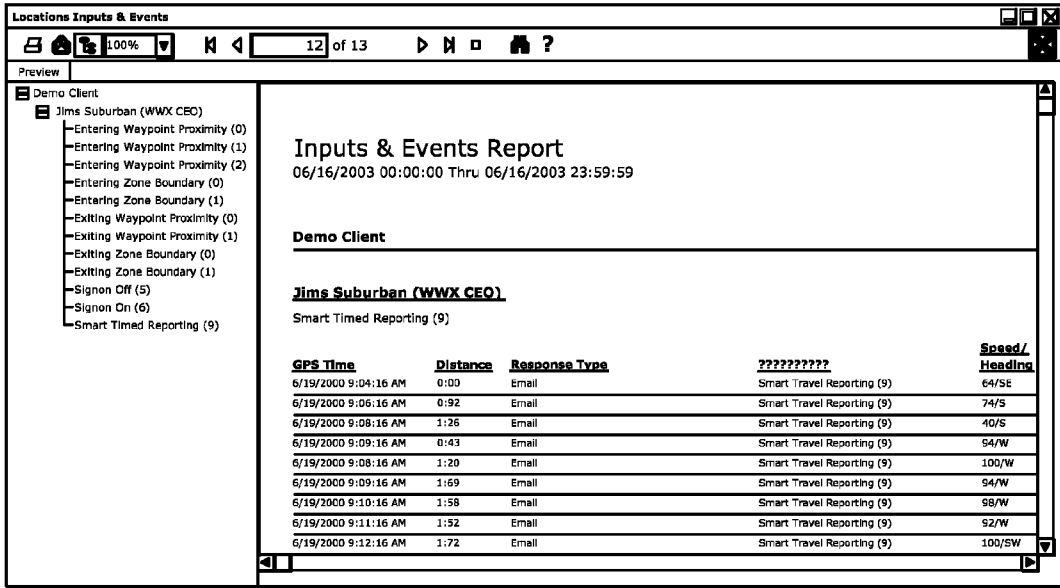 Locations Inputs & Events
100%
12 of 13
?
Preview
Demo Client
Jims Suburban (WWX CEO)
Entering Waypoint Proximity (0)
Entering Waypoint Proximity (1)
Entering Waypoint Proximity (2)
Entering Zone Boundary (0)
Entering Zone Boundary (1)
Exiting Waypoint Proximity (0)
Exiting Waypoint Proximity (1)
Exiting Zone Boundary (0)
Exiting Zone Boundary (1)
Signon Off (5)
Signon On (6)
Smart Timed Reporting (9)
Inputs & Events Report
06/16/2003 00:00:00 Thru 06/16/2003 23:59:59
Demo Client
Jims Suburban (WWX CEO)
Smart Timed Reporting (9)
GPS Time Distance Response Type ?????????? Speed/ Heading
6/19/2000 9:04:16 AM 0:00 Email Smart Travel Reporting (9) 64/SE
6/19/2000 9:06:16 AM 0:92 Email Smart Travel Reporting (9) 74/S
6/19/2000 9:08:16 AM 1:26 Email Smart Travel Reporting (9) 40/S
6/19/2000 9:09:16 AM 0:43 Email Smart Travel Reporting (9) 94/W
6/19/2000 9:08:16 AM 1:20 Email Smart Travel Reporting (9) 100/W
6/19/2000 9:09:16 AM 1:69 Email Smart Travel Reporting (9) 94/W
6/19/2000 9:10:16 AM 1:58 Email Smart Travel Reporting (9) 98/W
6/19/2000 9:11:16 AM 1:52 Email Smart Travel Reporting (9) 92/W
6/19/2000 9:12:16 AM 1:72 Email Smart Travel Reporting (9) 100/SW